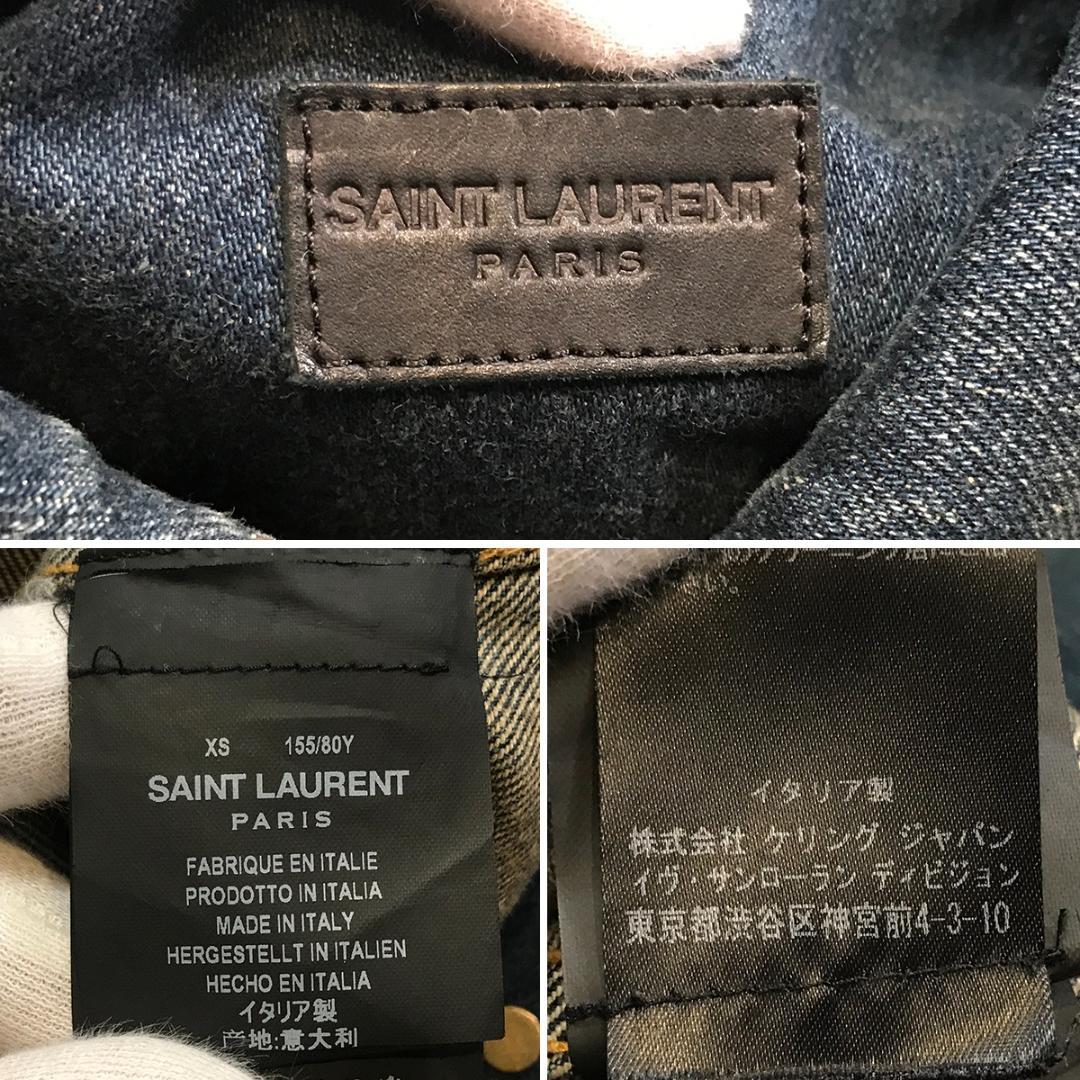 SAINT LAURENT
PARIS
XS 155/80Y
SAINT LAURENT
PARIS
FABRIQUE EN ITALIE
PRODOTTO IN ITALIA
MADE IN ITALY
HERGESTELLT IN ITALIEN
HECHO EN ITALIA
イタリア製
产地:意大利
イタリア製
株式会社 ケリング ジャパン
イヴ・サンローラン ディビジョン
東京都渋谷区神宮前4-3-10